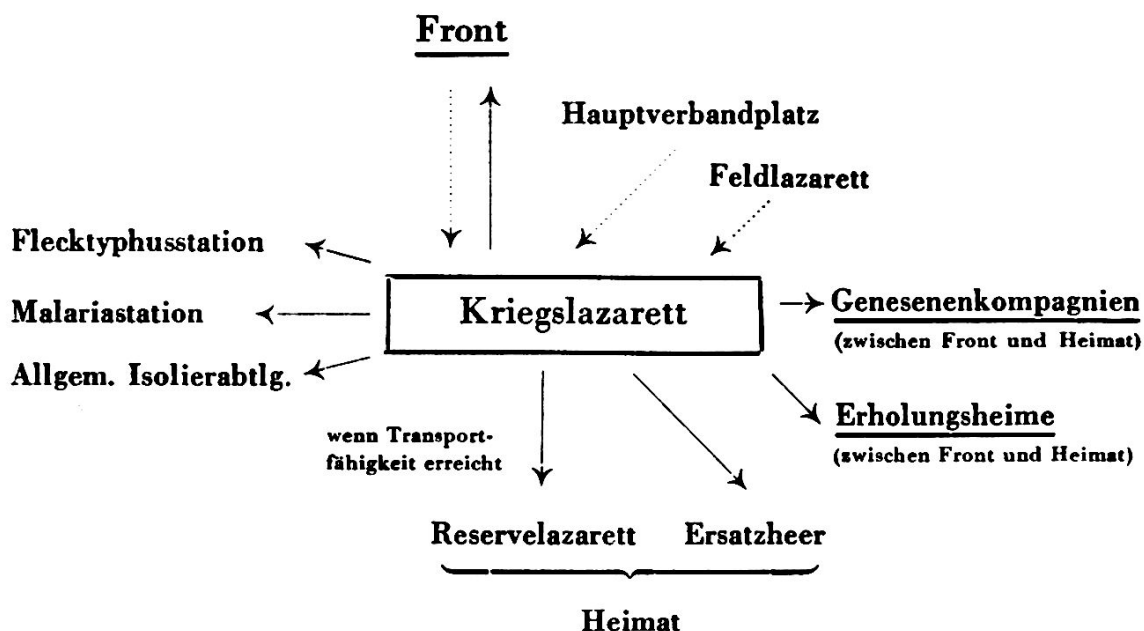 Front
Hauptverbandplatz
Feldlazarett
Flecktyphusstation
Malariastation
Allgem. Isolierabtlg.
Kriegslazarett
Genesenenkompagnien
(zwischen Front und Heimat)
Erholungsheime
(zwischen Front und Heimat)
wenn Transport-
fähigkeit erreicht
Reservelazarett
Ersatzheer
Heimat